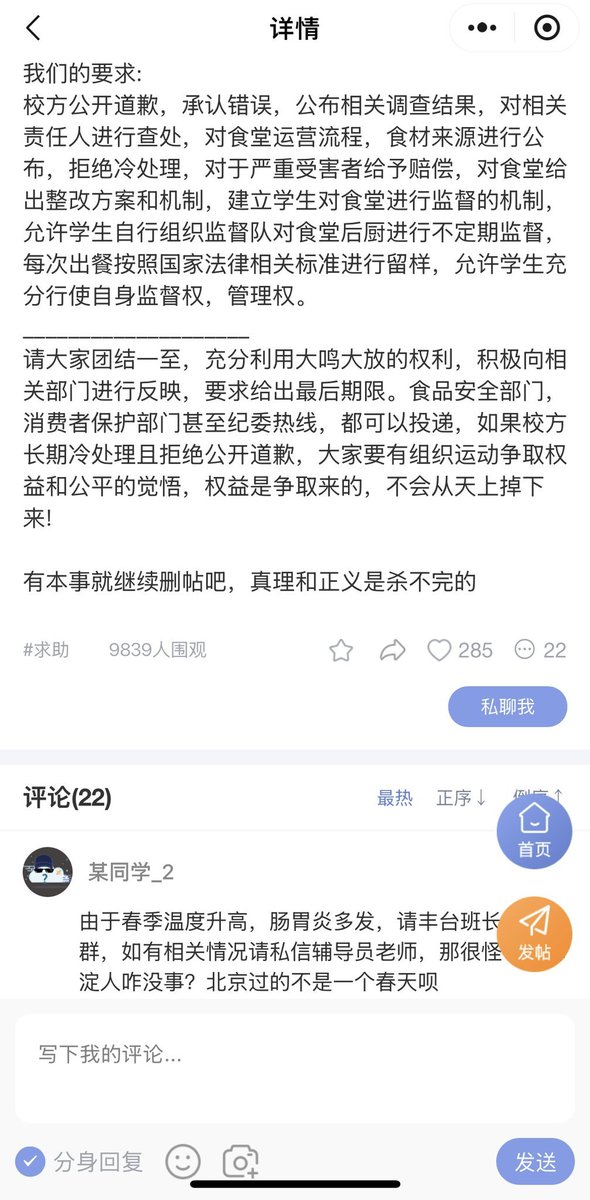 详情
我们的要求:
校方公开道歉，承认错误，公布相关调查结果，对相关
责任人进行查处，对食堂运营流程，食材来源进行公
布，拒绝冷处理，对于严重受害者给予赔偿，对食堂给
出整改方案和机制，建立学生对食堂进行监督的机制，
允许学生自行组织监督队对食堂后厨进行不定期监督，
每次出餐按照国家法律相关标准进行留样，允许学生充
分行使自身监督权，管理权。
____________________
请大家团结一至，充分利用大鸣大放的权利，积极向相
关部门进行反映，要求给出最后期限。食品安全部门，
消费者保护部门甚至纪委热线，都可以投递，如果校方
长期冷处理且拒绝公开道歉，大家要有组织运动争取权
益和公平的觉悟，权益是争取来的，不会从天上掉下
来!
有本事就继续删帖吧，真理和正义是杀不完的
#求助 9839人围观 285 22
私聊我
评论(22) 最热 正序↓ 倒序↑
首页
某同学_2
由于春季温度升高，肠胃炎多发，请丰台班长
群，如有相关情况请私信辅导员老师，那很怪
淀人咋没事？北京过的不是一个春天呗
发帖
写下我的评论...
分身回复 发送